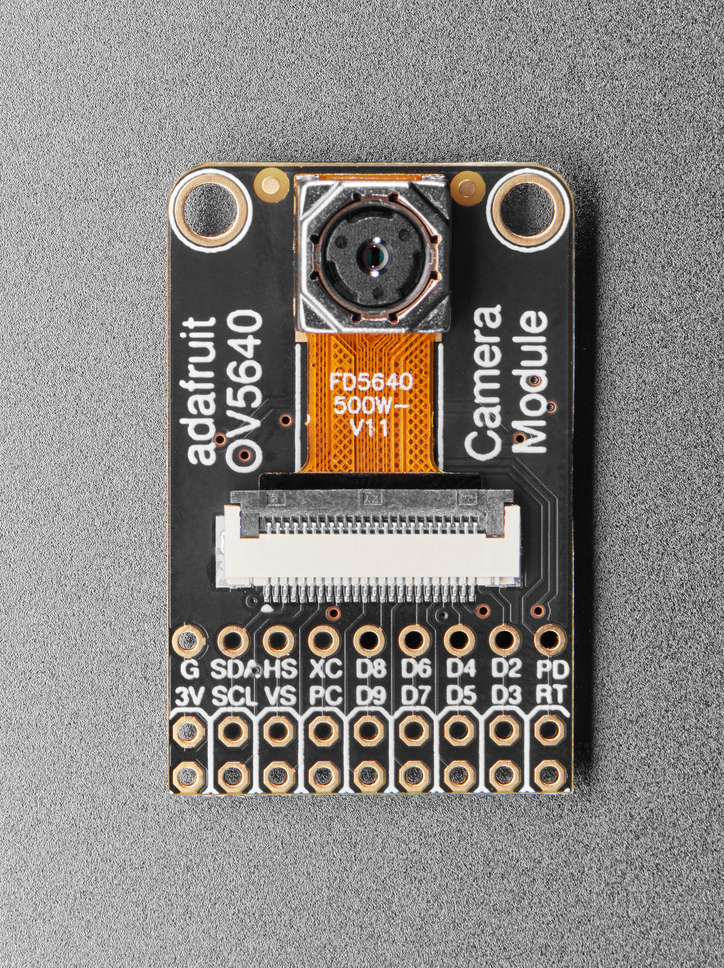 adafruit
OV5640
Camera
Module
FD5640
500W-
V11
G SDA HS XC D8 D6 D4 D2 PD
3V SCL VS PC D9 D7 D5 D3 RT